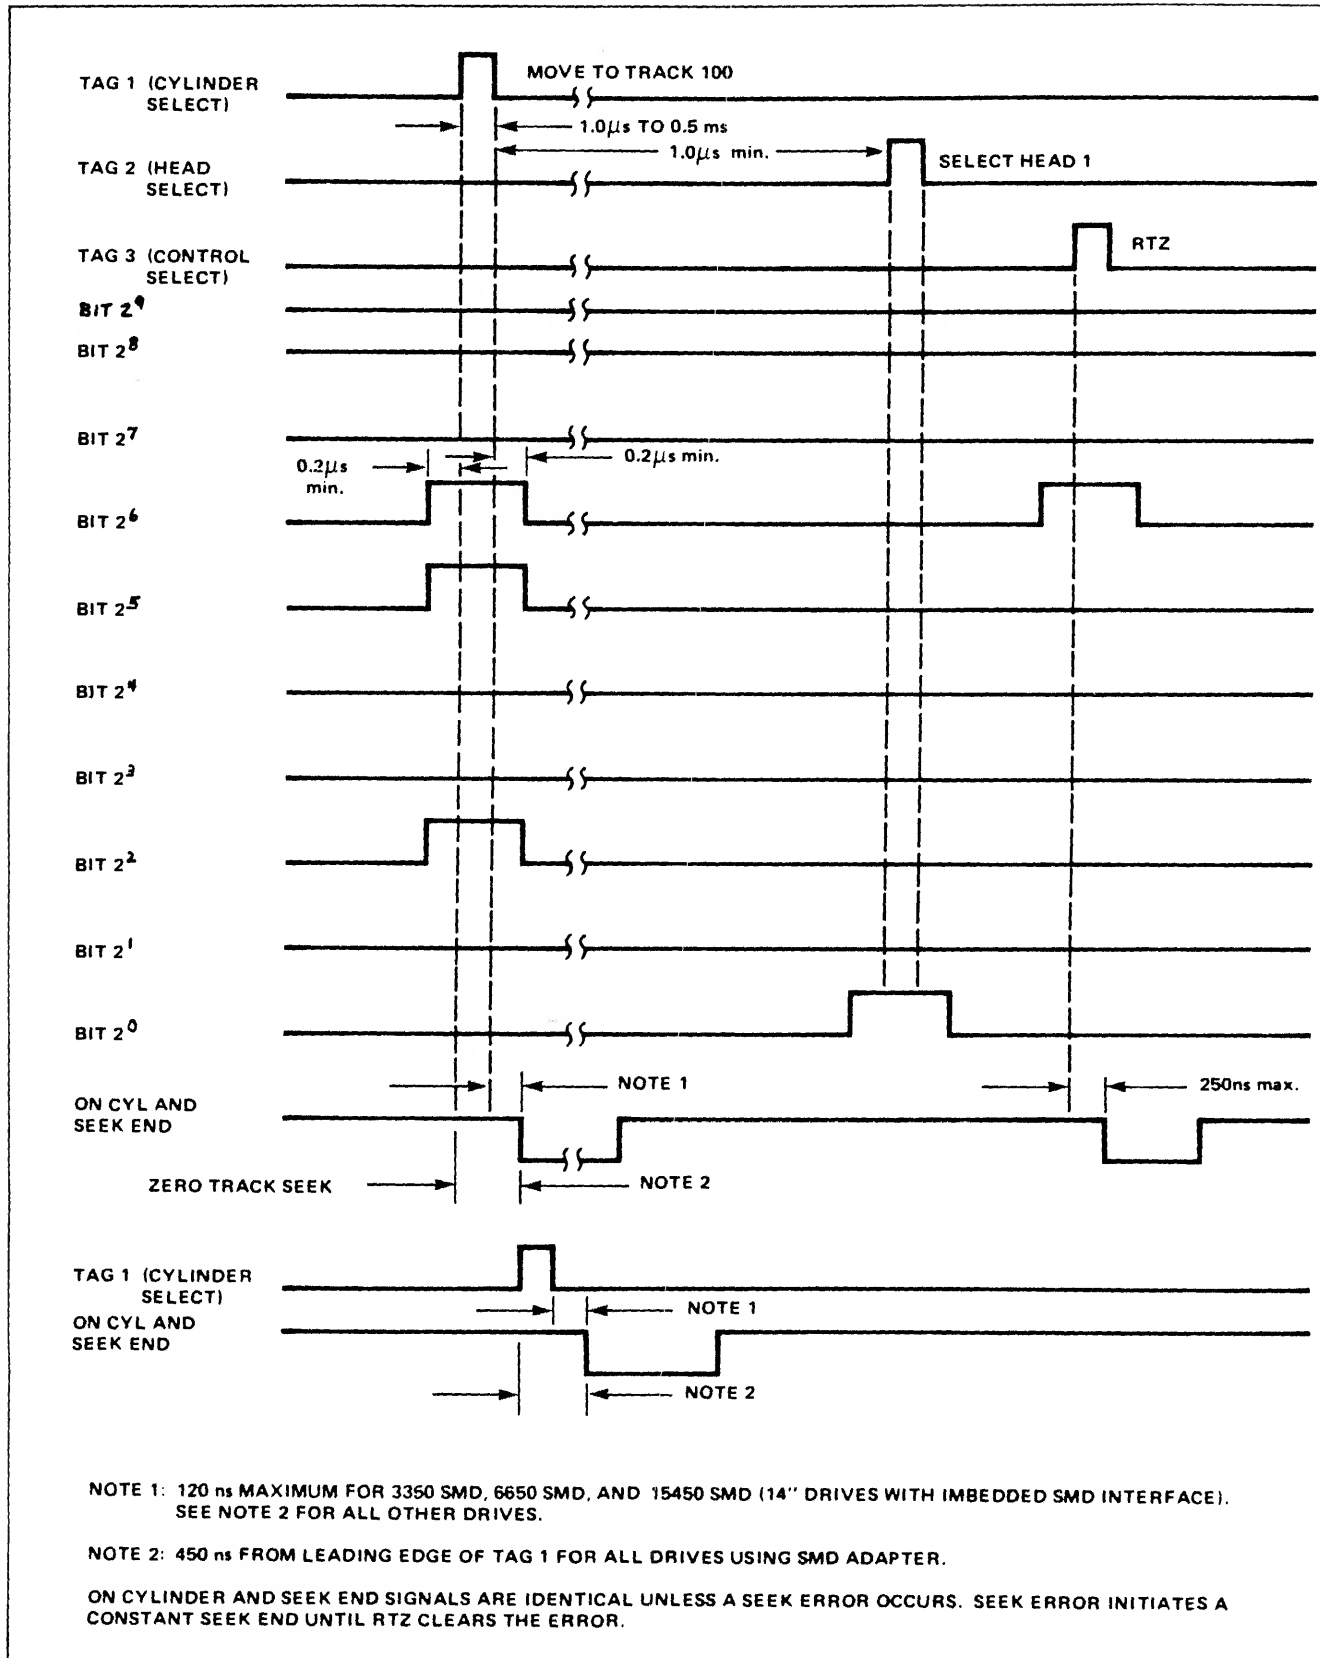 TAG 1 (CYLINDER
SELECT)
MOVE TO TRACK 100
1.0μs TO 0.5 ms
1.0μs min.
TAG 2 (HEAD
SELECT)
SELECT HEAD 1
TAG 3 (CONTROL
SELECT)
RTZ
BIT 2⁹
BIT 2⁸
BIT 2⁷
0.2μs
min.
0.2μs min.
BIT 2⁶
BIT 2⁵
BIT 2⁴
BIT 2³
BIT 2²
BIT 2¹
BIT 2⁰
NOTE 1
250ns max.
ON CYL AND
SEEK END
ZERO TRACK SEEK
NOTE 2
TAG 1 (CYLINDER
SELECT)
NOTE 1
ON CYL AND
SEEK END
NOTE 2
NOTE 1: 120 ns MAXIMUM FOR 3350 SMD, 6650 SMD, AND 15450 SMD (14" DRIVES WITH IMBEDDED SMD INTERFACE).
SEE NOTE 2 FOR ALL OTHER DRIVES.
NOTE 2: 450 ns FROM LEADING EDGE OF TAG 1 FOR ALL DRIVES USING SMD ADAPTER.
ON CYLINDER AND SEEK END SIGNALS ARE IDENTICAL UNLESS A SEEK ERROR OCCURS. SEEK ERROR INITIATES A
CONSTANT SEEK END UNTIL RTZ CLEARS THE ERROR.